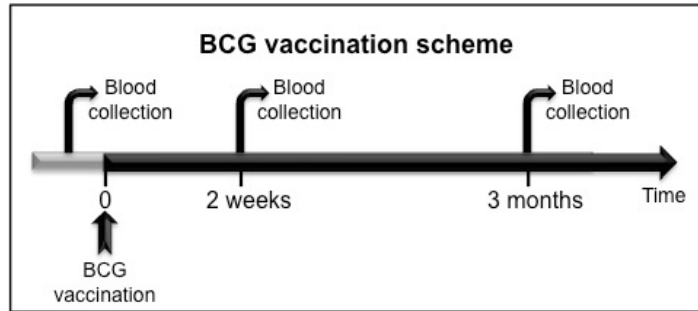 BCG vaccination scheme
Blood
collection
Blood
collection
Blood
collection
0
2 weeks
3 months
Time
BCG
vaccination